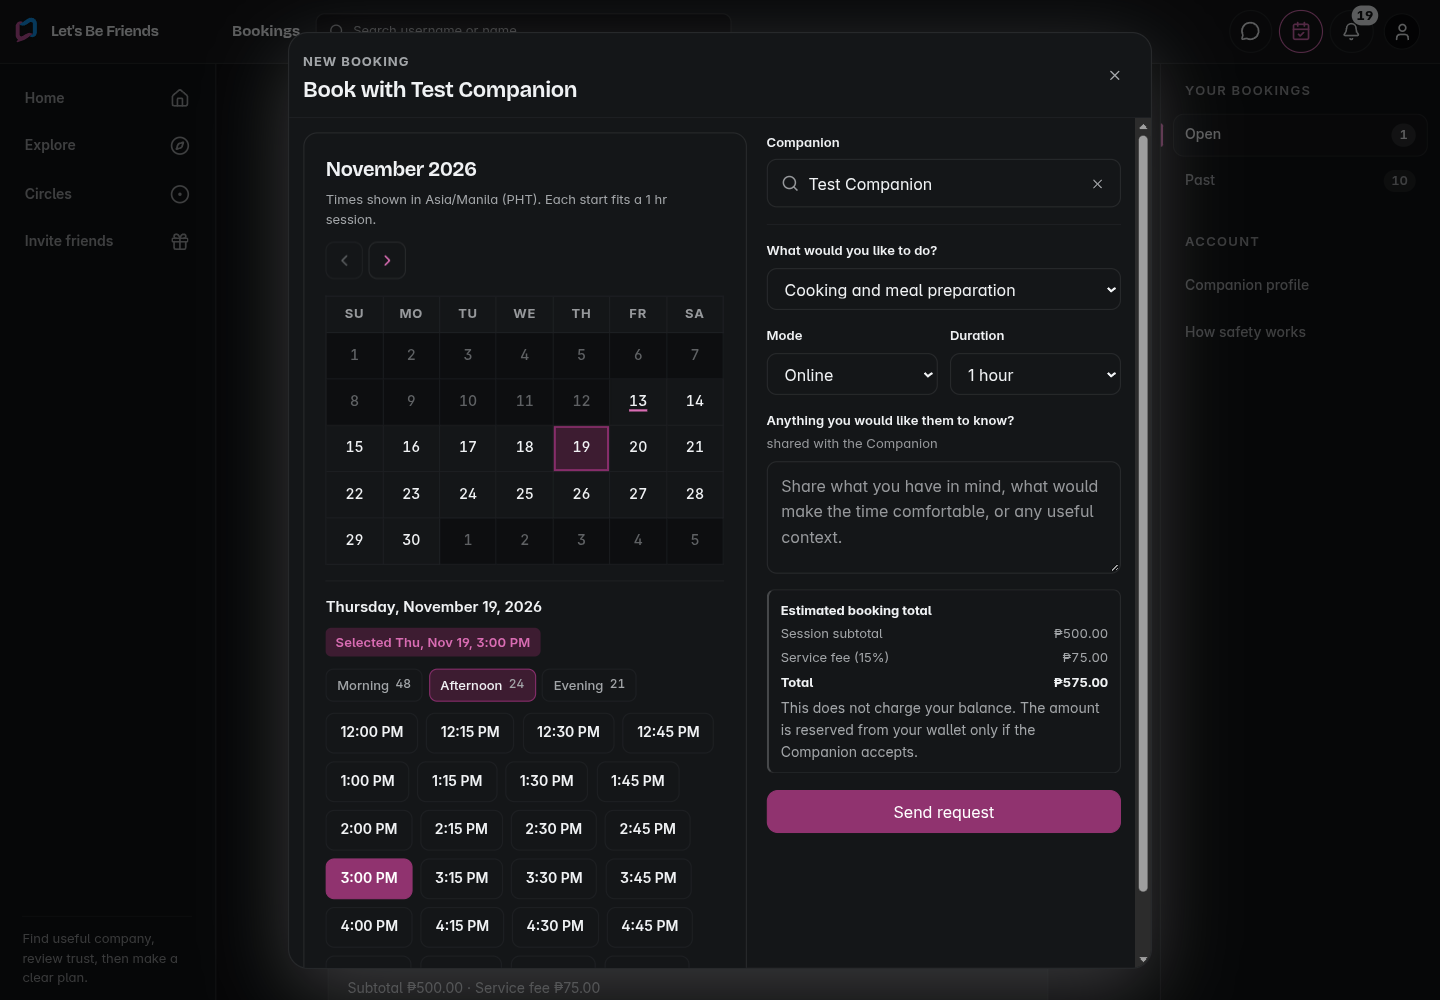 Let's Be Friends
Bookings
Search username or name
19
Home
Explore
Circles
Invite friends
Find useful company,
review trust, then make a
clear plan.
NEW BOOKING
Book with Test Companion
November 2026
Times shown in Asia/Manila (PHT). Each start fits a 1 hr
session.
SU MO TU WE TH FR SA
1 2 3 4 5 6 7
8 9 10 11 12 13 14
15 16 17 18 19 20 21
22 23 24 25 26 27 28
29 30 1 2 3 4 5
Thursday, November 19, 2026
Selected Thu, Nov 19, 3:00 PM
Morning 48 Afternoon 24 Evening 21
12:00 PM 12:15 PM 12:30 PM 12:45 PM
1:00 PM 1:15 PM 1:30 PM 1:45 PM
2:00 PM 2:15 PM 2:30 PM 2:45 PM
3:00 PM 3:15 PM 3:30 PM 3:45 PM
4:00 PM 4:15 PM 4:30 PM 4:45 PM
Companion
Test Companion
What would you like to do?
Cooking and meal preparation
Mode Duration
Online 1 hour
Anything you would like them to know?
shared with the Companion
Share what you have in mind, what would
make the time comfortable, or any useful
context.
Estimated booking total
Session subtotal ₱500.00
Service fee (15%) ₱75.00
Total ₱575.00
This does not charge your balance. The amount
is reserved from your wallet only if the
Companion accepts.
Send request
Subtotal ₱500.00 · Service fee ₱75.00
YOUR BOOKINGS
Open 1
Past 10
ACCOUNT
Companion profile
How safety works